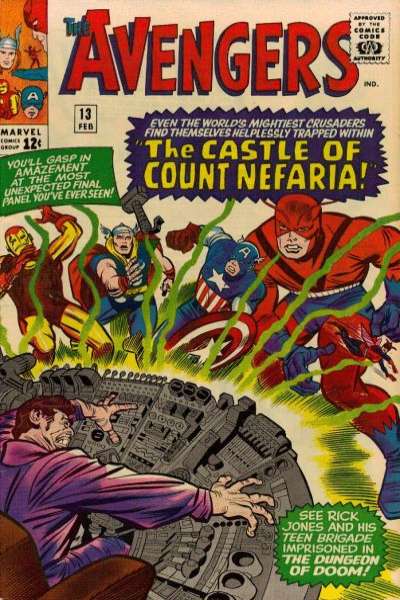 THE
AVENGERS
APPROVED
BY THE
COMICS
CODE
AUTHORITY
IND.
13
FEB
MARVEL
COMICS
GROUP
12¢
EVEN THE WORLD'S MIGHTIEST CRUSADERS
FIND THEMSELVES HELPLESSLY TRAPPED WITHIN
"The CASTLE OF
COUNT NEFARIA!"
YOU'LL GASP IN
AMAZEMENT
AT THE MOST
UNEXPECTED FINAL
PANEL YOU'VE EVER SEEN!
A
SEE RICK
JONES AND HIS
TEEN BRIGADE
IMPRISONED IN
THE DUNGEON
OF DOOM!